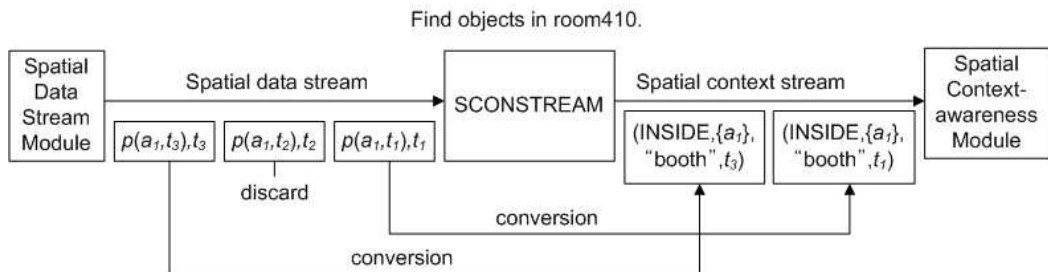 Find objects in room410.
Spatial
Data
Stream
Module
Spatial data stream
p(a₁,t₃),t₃
p(a₁,t₂),t₂
p(a₁,t₁),t₁
discard
SCONSTREAM
Spatial context stream
(INSIDE,{a₁},
“booth”,t₃)
(INSIDE,{a₁},
“booth”,t₁)
Spatial
Context-
awareness
Module
conversion
conversion